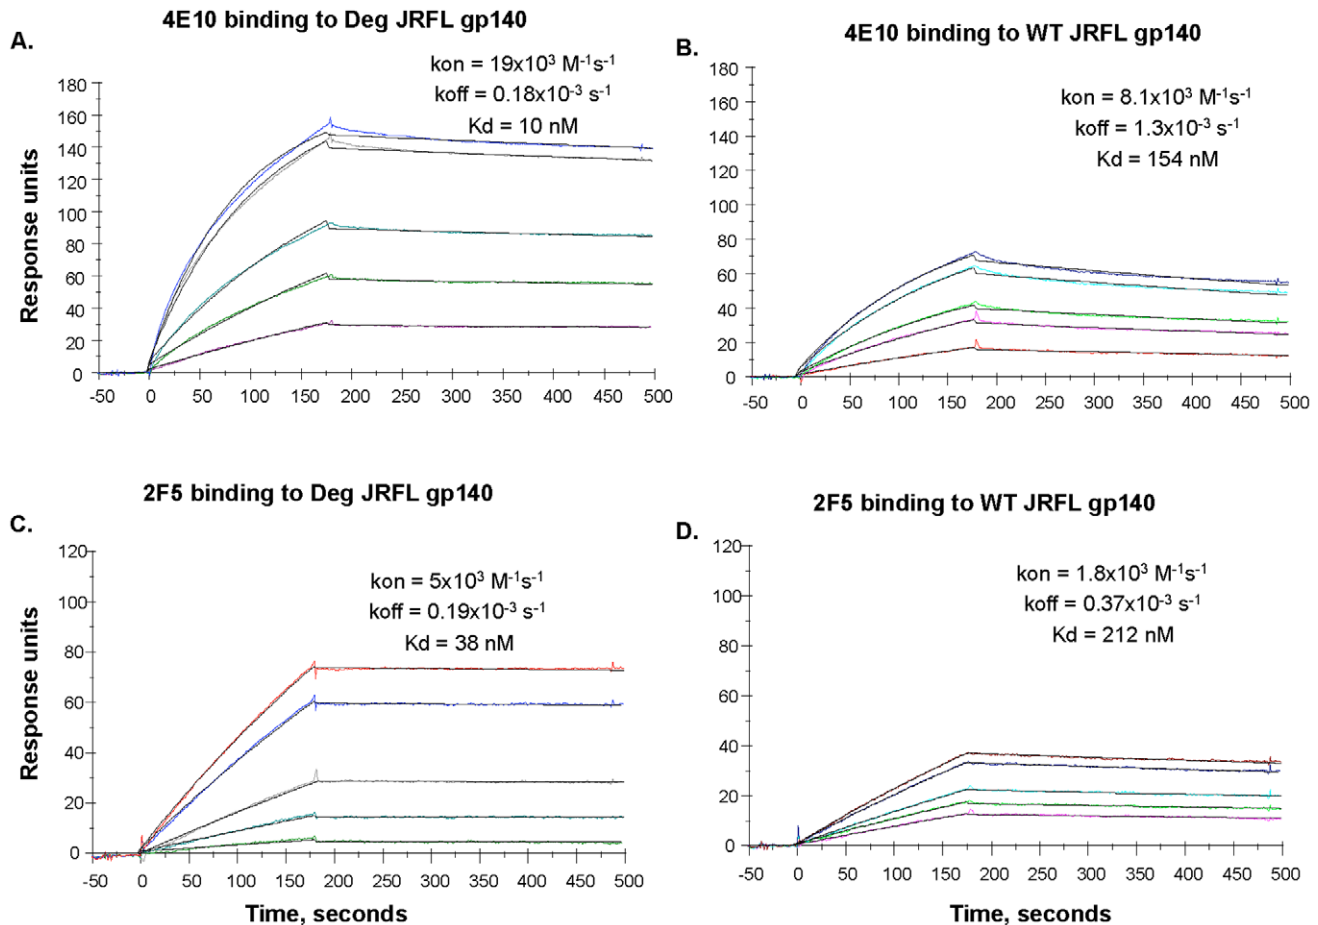 4E10 binding to Deg JRFL gp140
A.
kon = 19x10³ M⁻¹s⁻¹
koff = 0.18x10⁻³ s⁻¹
Kd = 10 nM
Response units
180
160
140
120
100
80
60
40
20
0
-50 0 50 100 150 200 250 300 350 400 450 500
4E10 binding to WT JRFL gp140
B.
kon = 8.1x10³ M⁻¹s⁻¹
koff = 1.3x10⁻³ s⁻¹
Kd = 154 nM
180
160
140
120
100
80
60
40
20
0
-50 0 50 100 150 200 250 300 350 400 450 500
2F5 binding to Deg JRFL gp140
C.
kon = 5x10³ M⁻¹s⁻¹
koff = 0.19x10⁻³ s⁻¹
Kd = 38 nM
Response units
120
100
80
60
40
20
0
-50 0 50 100 150 200 250 300 350 400 450 500
Time, seconds
2F5 binding to WT JRFL gp140
D.
kon = 1.8x10³ M⁻¹s⁻¹
koff = 0.37x10⁻³ s⁻¹
Kd = 212 nM
120
100
80
60
40
20
0
-50 0 50 100 150 200 250 300 350 400 450 500
Time, seconds